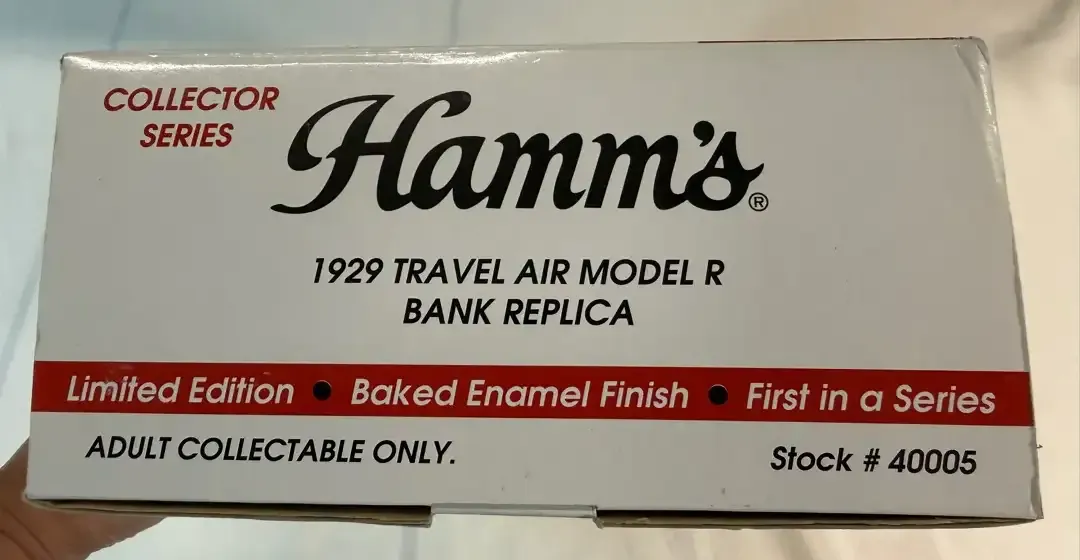 COLLECTOR
SERIES
Hamm's®
1929 TRAVEL AIR MODEL R
BANK REPLICA
Limited Edition • Baked Enamel Finish • First in a Series
ADULT COLLECTABLE ONLY.
Stock # 40005